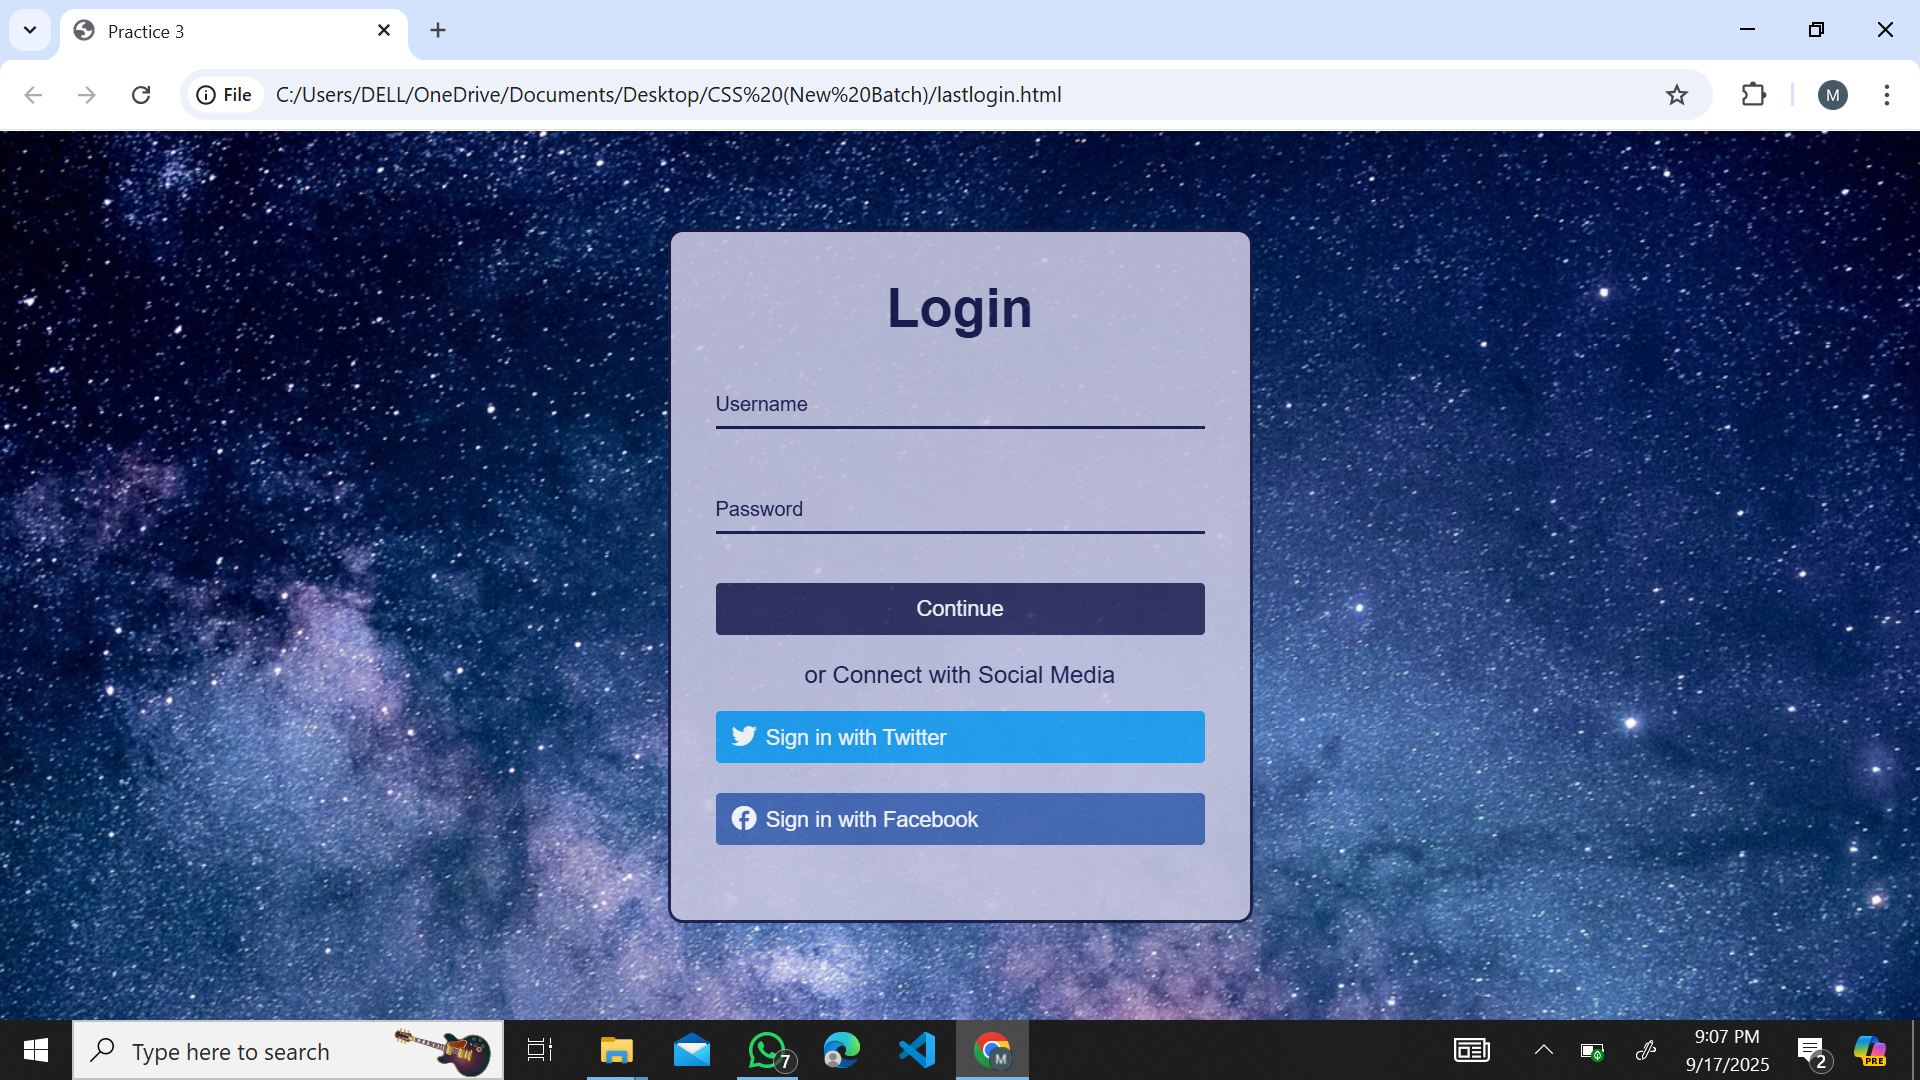 Practice 3
File
C:/Users/DELL/OneDrive/Documents/Desktop/CSS%20(New%20Batch)/lastlogin.html
M
Login
Username
Password
Continue
or Connect with Social Media
Sign in with Twitter
Sign in with Facebook
Type here to search
7
M
9:07 PM
9/17/2025
2
PRE